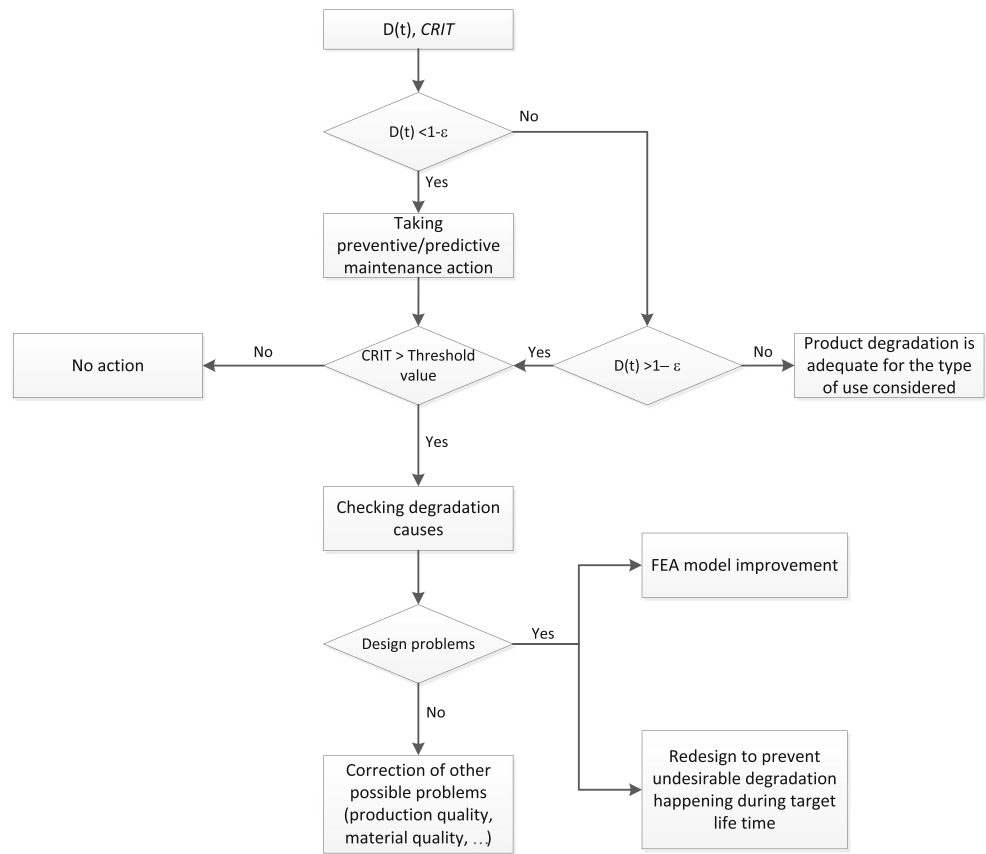 D(t), CRIT
D(t) <1-ε
No
Yes
Taking
preventive/predictive
maintenance action
No action
No
CRIT > Threshold
value
Yes
D(t) >1– ε
No
Product degradation is
adequate for the type
of use considered
Yes
Checking degradation
causes
FEA model improvement
Design problems
Yes
No
Correction of other
possible problems
(production quality,
material quality, …)
Redesign to prevent
undesirable degradation
happening during target
life time